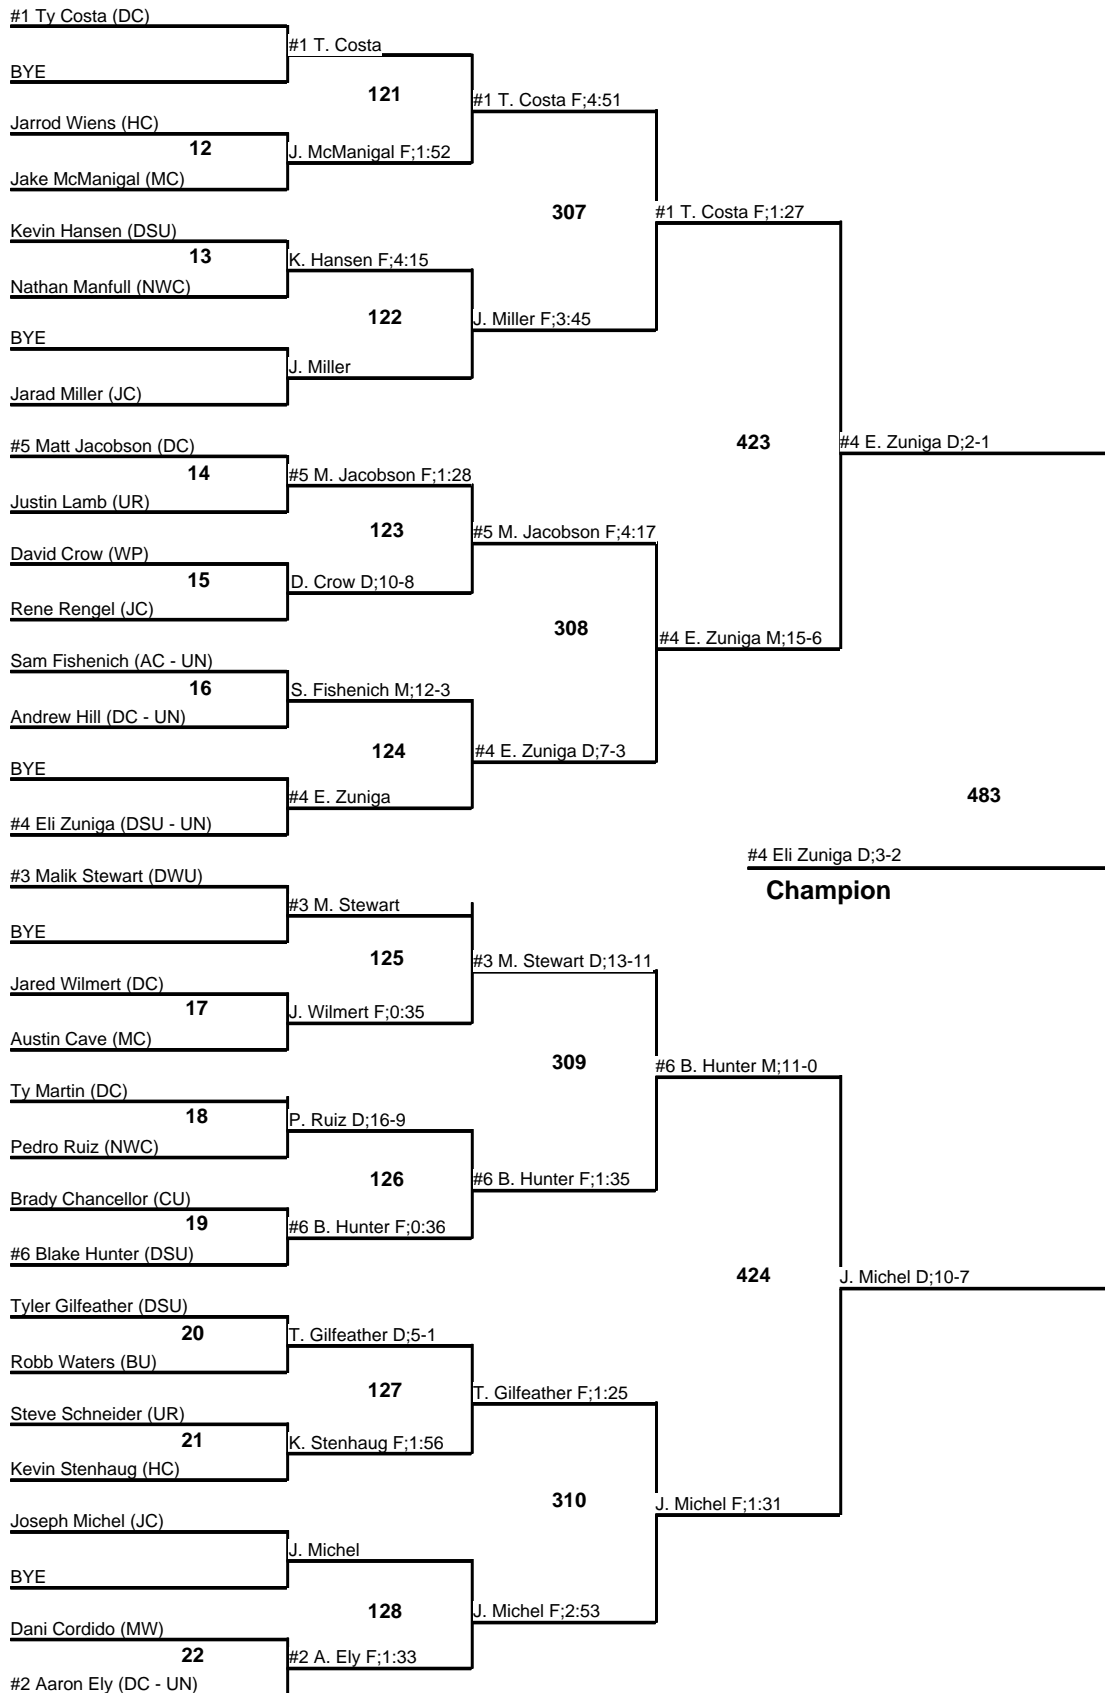 #1 Ty Costa (DC)
#1 T. Costa
BYE
121
#1 T. Costa F;4:51
Jarrod Wiens (HC)
12
J. McManigal F;1:52
Jake McManigal (MC)
307
#1 T. Costa F;1:27
Kevin Hansen (DSU)
13
K. Hansen F;4:15
Nathan Manfull (NWC)
122
J. Miller F;3:45
BYE
J. Miller
Jarad Miller (JC)
423
#4 E. Zuniga D;2-1
#5 Matt Jacobson (DC)
14
#5 M. Jacobson F;1:28
Justin Lamb (UR)
123
#5 M. Jacobson F;4:17
David Crow (WP)
15
D. Crow D;10-8
Rene Rengel (JC)
308
#4 E. Zuniga M;15-6
Sam Fishenich (AC - UN)
16
S. Fishenich M;12-3
Andrew Hill (DC - UN)
124
#4 E. Zuniga D;7-3
BYE
#4 E. Zuniga
#4 Eli Zuniga (DSU - UN)
483
#4 Eli Zuniga D;3-2
Champion
#3 Malik Stewart (DWU)
#3 M. Stewart
BYE
125
#3 M. Stewart D;13-11
Jared Wilmert (DC)
17
J. Wilmert F;0:35
Austin Cave (MC)
309
#6 B. Hunter M;11-0
Ty Martin (DC)
18
P. Ruiz D;16-9
Pedro Ruiz (NWC)
126
#6 B. Hunter F;1:35
Brady Chancellor (CU)
19
#6 B. Hunter F;0:36
#6 Blake Hunter (DSU)
424
J. Michel D;10-7
Tyler Gilfeather (DSU)
20
T. Gilfeather D;5-1
Robb Waters (BU)
127
T. Gilfeather F;1:25
Steve Schneider (UR)
21
K. Stenhaug F;1:56
Kevin Stenhaug (HC)
310
J. Michel F;1:31
Joseph Michel (JC)
J. Michel
BYE
128
J. Michel F;2:53
Dani Cordido (MW)
22
#2 A. Ely F;1:33
#2 Aaron Ely (DC - UN)